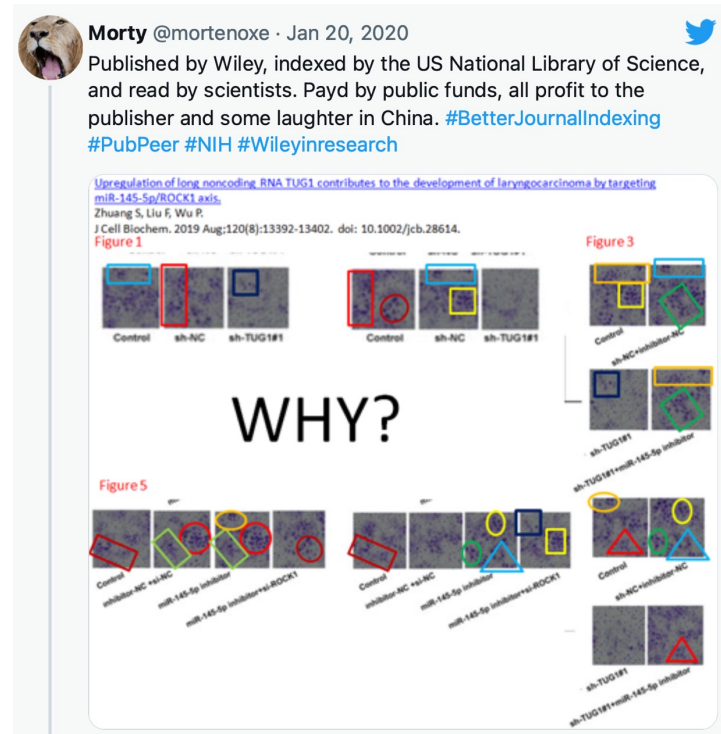 Morty @mortenoxe · Jan 20, 2020
Published by Wiley, indexed by the US National Library of Science,
and read by scientists. Payd by public funds, all profit to the
publisher and some laughter in China. #BetterJournalIndexing
#PubPeer #NIH #Wileyinresearch
Upregulation of long noncoding RNA TUG1 contributes to the development of laryngocarcinoma by targeting
miR-145-5p/ROCK1 axis.
Zhuang S, Liu F, Wu P.
J Cell Biochem. 2019 Aug;120(8):13392-13402. doi: 10.1002/jcb.28614.
Figure 1
Control sh-NC sh-TUG1#1
Control sh-NC sh-TUG1#1
Figure 3
Control
sh-NC+inhibitor-NC
sh-TUG1#1
sh-TUG1#1+miR-145-5p inhibitor
WHY?
Figure 5
Control
inhibitor-NC +si-NC
miR-145-5p inhibitor
miR-145-5p inhibitor+si-ROCK1
Control
inhibitor-NC +si-NC
miR-145-5p inhibitor
miR-145-5p inhibitor+si-ROCK1
Control
sh-NC+inhibitor-NC
sh-TUG1#1
sh-TUG1#1+miR-145-5p inhibitor